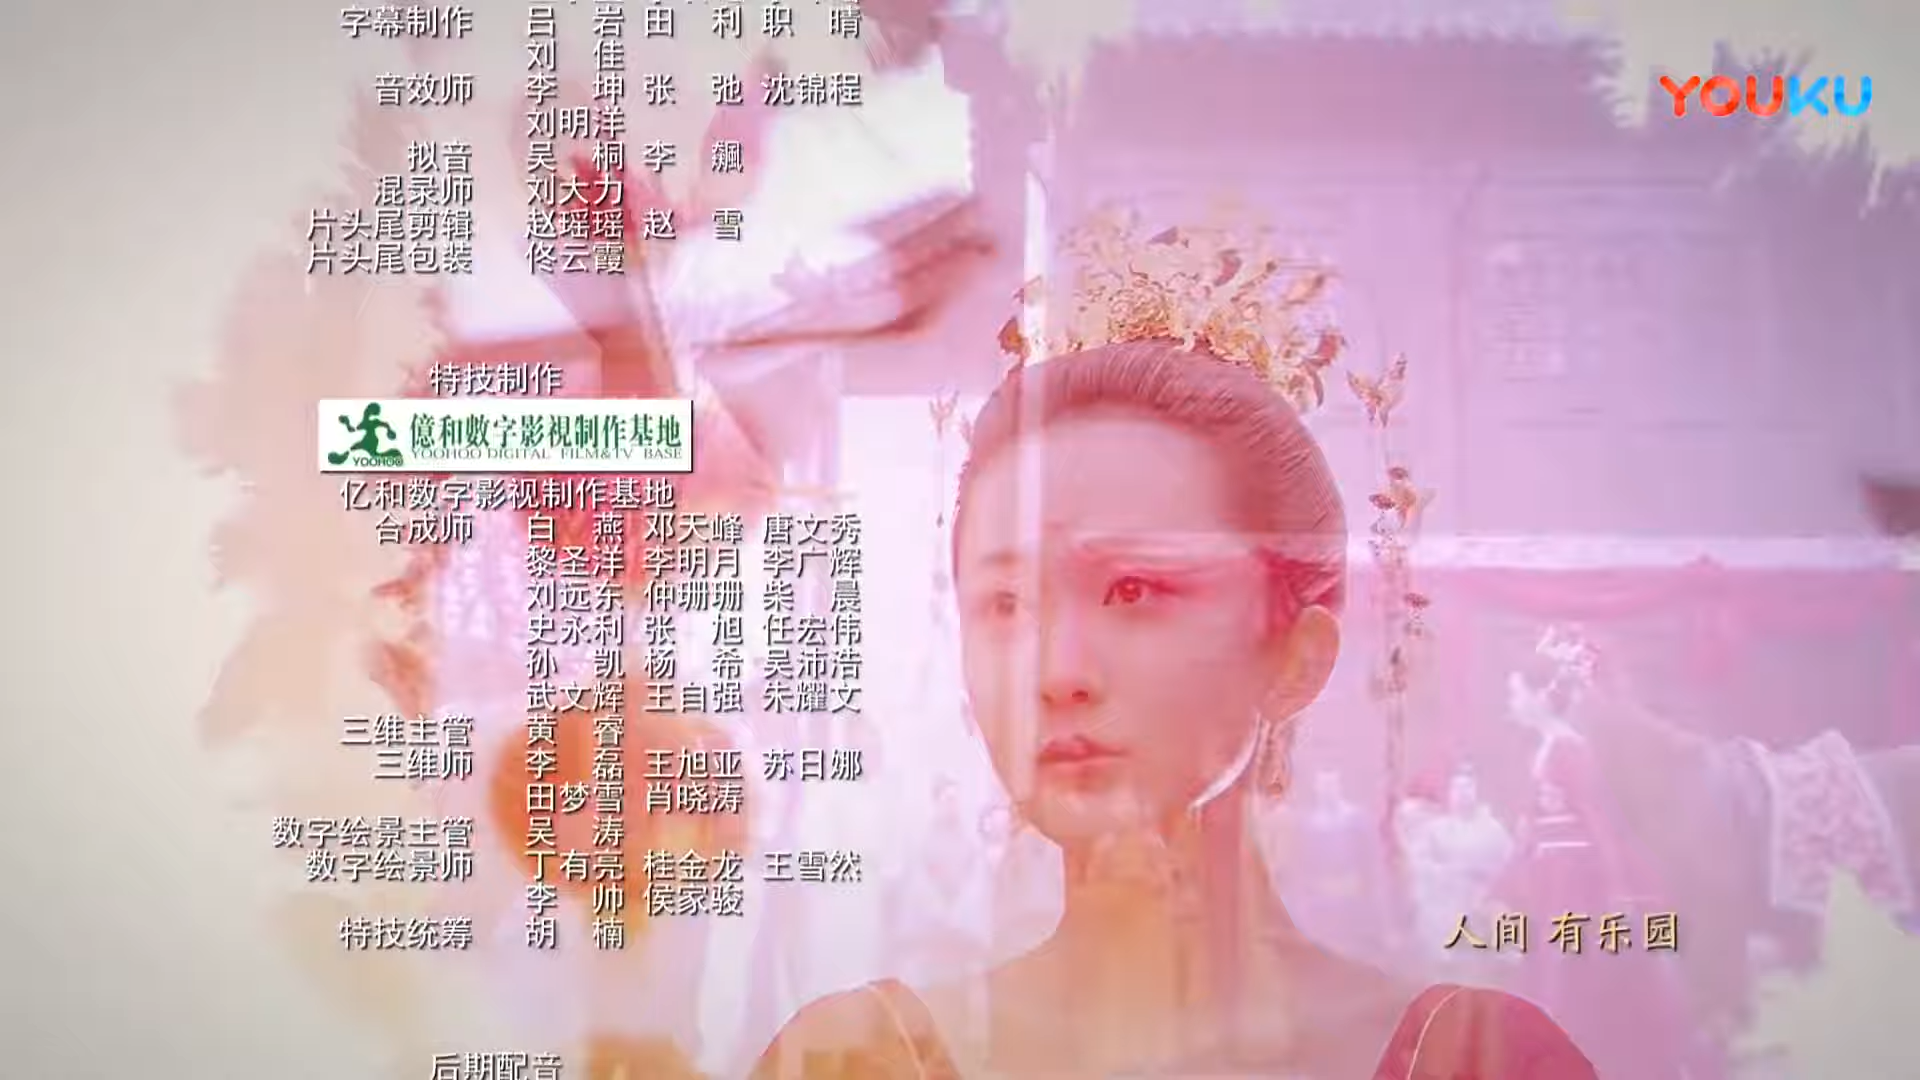 字幕制作 吕岩 田利 职晴
刘佳
音效师 李坤 张弛 沈锦程
刘明洋
拟音 吴桐 李飙
混录师 刘大力
片头尾剪辑 赵瑶瑶 赵雪
片头尾包装 佟云霞
特技制作
億和數字影視制作基地
YOOHOO DIGITAL FILM&TV BASE
YOOHOO
亿和数字影视制作基地
合成师 白燕 邓天峰 唐文秀
黎圣洋 李明月 李广辉
刘远东 仲珊珊 柴晨
史永利 张旭 任宏伟
孙凯 杨希 吴沛浩
武文辉 王自强 朱耀文
三维主管 黄睿
三维师 李磊 王旭亚 苏日娜
田梦雪 肖晓涛
数字绘景主管 吴涛
数字绘景师 丁有亮 桂金龙 王雪然
李帅 侯家骏
特技统筹 胡楠
后期配音
YOUKU
人间 有乐园